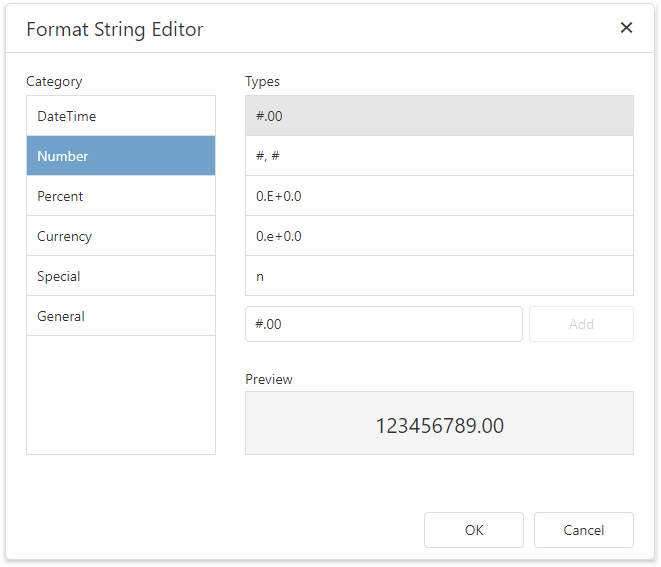 Format String Editor
Category
DateTime
Number
Percent
Currency
Special
General
Types
#.00
#, #
0.E+0.0
0.e+0.0
n
#.00
Add
Preview
123456789.00
OK
Cancel